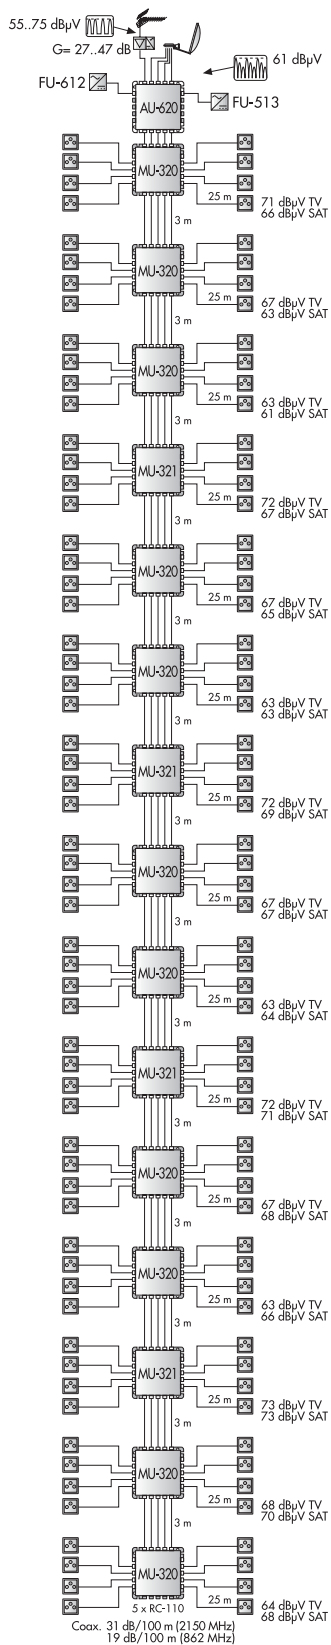 55..75 dBµV
G= 27..47 dB
61 dBµV
FU-612
AU-620
FU-513
MU-320
25 m
71 dBµV TV
66 dBµV SAT
3 m
MU-320
25 m
67 dBµV TV
63 dBµV SAT
3 m
MU-320
25 m
63 dBµV TV
61 dBµV SAT
3 m
MU-321
25 m
72 dBµV TV
67 dBµV SAT
3 m
MU-320
25 m
67 dBµV TV
65 dBµV SAT
3 m
MU-320
25 m
63 dBµV TV
63 dBµV SAT
3 m
MU-321
25 m
72 dBµV TV
69 dBµV SAT
3 m
MU-320
25 m
67 dBµV TV
67 dBµV SAT
3 m
MU-320
25 m
63 dBµV TV
64 dBµV SAT
3 m
MU-321
25 m
72 dBµV TV
71 dBµV SAT
3 m
MU-320
25 m
67 dBµV TV
68 dBµV SAT
3 m
MU-320
25 m
63 dBµV TV
66 dBµV SAT
3 m
MU-321
25 m
73 dBµV TV
73 dBµV SAT
3 m
MU-320
25 m
68 dBµV TV
70 dBµV SAT
3 m
MU-320
25 m
64 dBµV TV
68 dBµV SAT
5 x RC-110
Coax. 31 dB/100 m (2150 MHz)
19 dB/100 m (862 MHz)